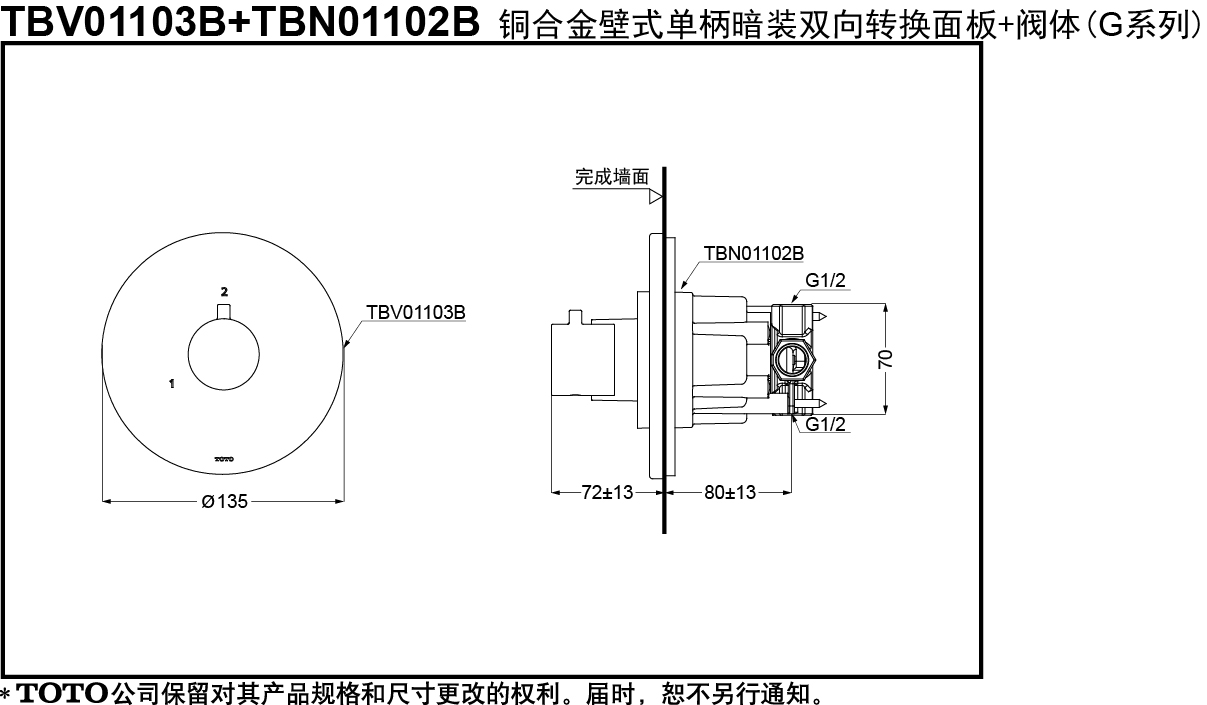 TBV01103B+TBN01102B 铜合金壁式单柄暗装双向转换面板+阀体(G系列)
完成墙面
TBN01102B
G1/2
2
TBV01103B
70
1
G1/2
TOTO
72±13
80±13
Ø135
*TOTO公司保留对其产品规格和尺寸更改的权利。届时，恕不另行通知。